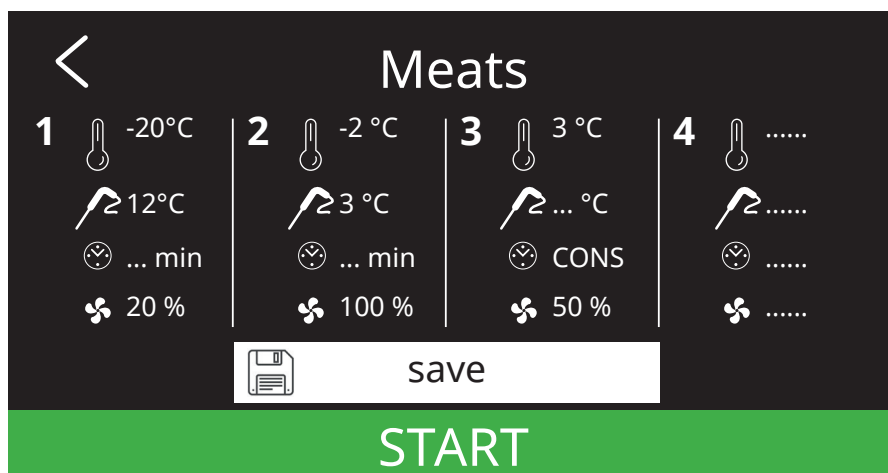 Meats
1 -20°C 2 -2 °C 3 3 °C 4 ......
12°C 3 °C ... °C ......
... min ... min CONS ......
20 % 100 % 50 % ......
save
START